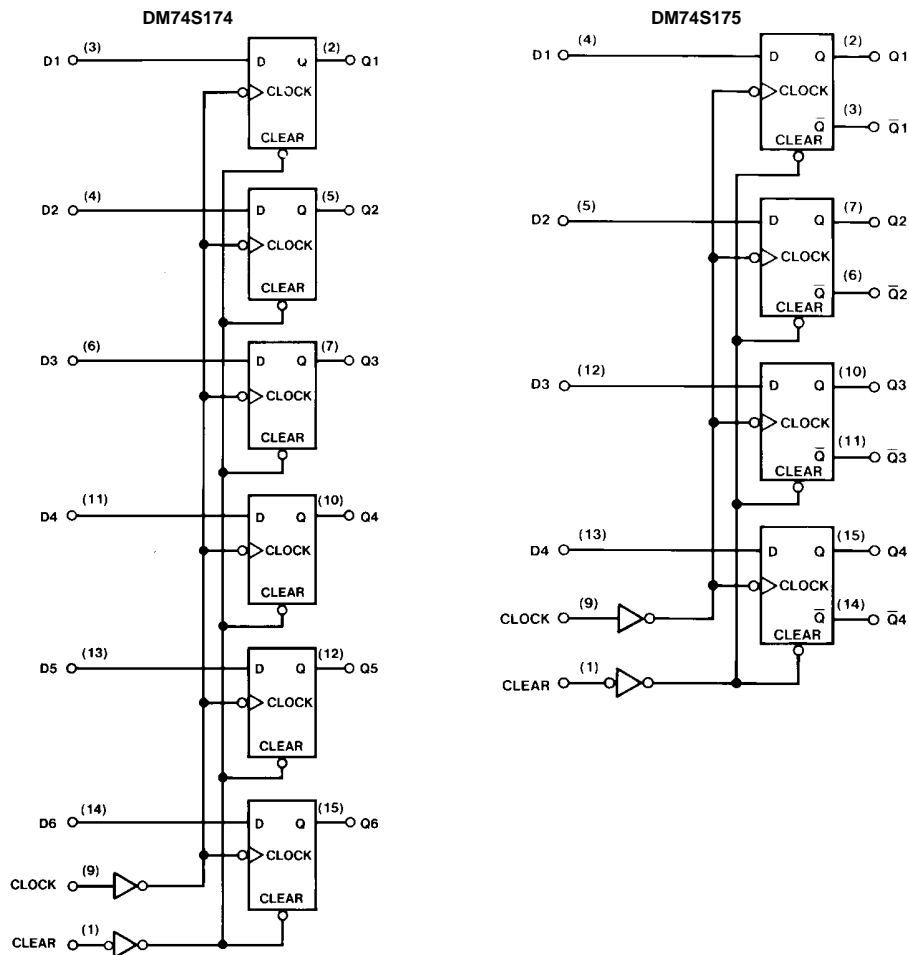 DM74S174
D1 (3) D Q (2) Q1
CLOCK
CLEAR
D2 (4) D Q (5) Q2
CLOCK
CLEAR
D3 (6) D Q (7) Q3
CLOCK
CLEAR
D4 (11) D Q (10) Q4
CLOCK
CLEAR
D5 (13) D Q (12) Q5
CLOCK
CLEAR
D6 (14) D Q (15) Q6
CLOCK
CLEAR
CLOCK (9)
CLEAR (1)
DM74S175
D1 (4) D Q (2) Q1
CLOCK
Q̅ (3) Q̅1
CLEAR
D2 (5) D Q (7) Q2
CLOCK
Q̅ (6) Q̅2
CLEAR
D3 (12) D Q (10) Q3
CLOCK
Q̅ (11) Q̅3
CLEAR
D4 (13) D Q (15) Q4
CLOCK
Q̅ (14) Q̅4
CLEAR
CLOCK (9)
CLEAR (1)